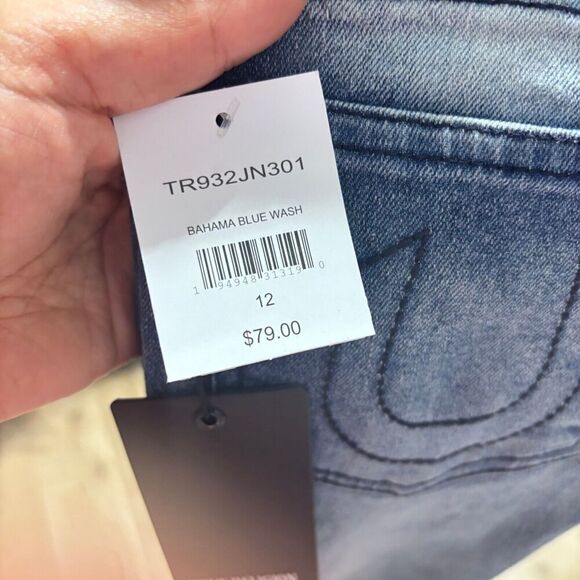 TR932JN301
BAHAMA BLUE WASH
1 94948 31319 0
12
$79.00